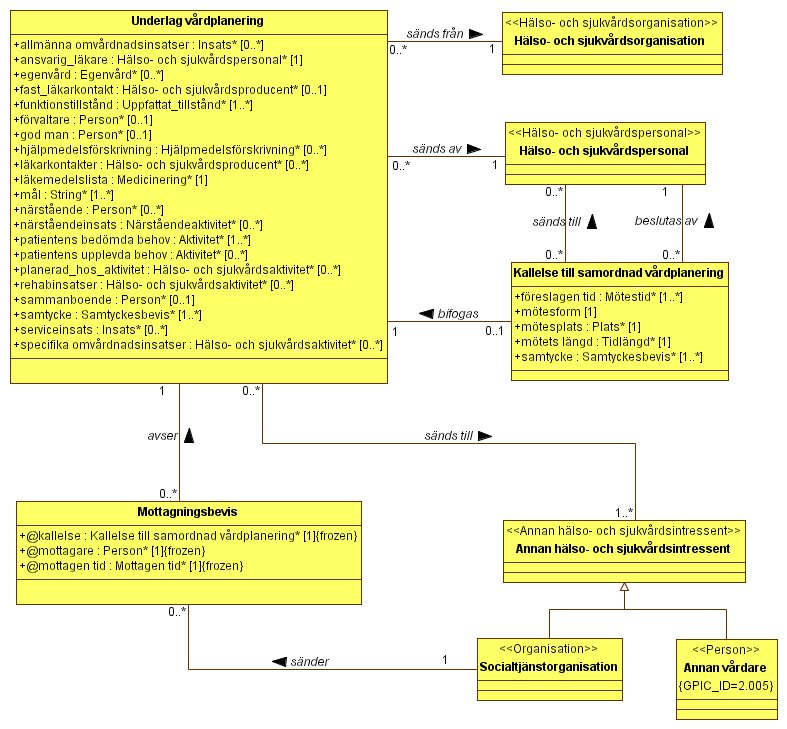 Underlag vårdplanering
+allmänna omvårdnadsinsatser : Insats* [0..*]
+ansvarig_läkare : Hälso- och sjukvårdspersonal* [1]
+egenvård : Egenvård* [0..*]
+fast_läkarkontakt : Hälso- och sjukvårdsproducent* [0..1]
+funktionstillstånd : Uppfattat_tillstånd* [1..*]
+förvaltare : Person* [0..1]
+god man : Person* [0..1]
+hjälpmedelsförskrivning : Hjälpmedelsförskrivning* [0..*]
+läkarkontakter : Hälso- och sjukvårdsproducent* [0..*]
+läkemedelslista : Medicinering* [1]
+mål : String* [1..*]
+närstående : Person* [0..*]
+närståendeinsats : Närståendeaktivitet* [0..*]
+patientens bedömda behov : Aktivitet* [1..*]
+patientens upplevda behov : Aktivitet* [0..*]
+planerad_hos_aktivitet : Hälso- och sjukvårdsaktivitet* [0..*]
+rehabinsatser : Hälso- och sjukvårdsaktivitet* [0..*]
+sammanboende : Person* [0..1]
+samtycke : Samtyckesbevis* [1..*]
+serviceinsats : Insats* [0..*]
+specifika omvårdnadsinsatser : Hälso- och sjukvårdsaktivitet* [0..*]
sänds från
0..*
1
<<Hälso- och sjukvårdsorganisation>>
Hälso- och sjukvårdsorganisation
sänds av
0..*
1
<<Hälso- och sjukvårdspersonal>>
Hälso- och sjukvårdspersonal
0..*
1
sänds till
beslutas av
0..*
0..*
Kallelse till samordnad vårdplanering
+föreslagen tid : Mötestid* [1..*]
+mötesform [1]
+mötesplats : Plats* [1]
+mötets längd : Tidlängd* [1]
+samtycke : Samtyckesbevis* [1..*]
bifogas
1
0..1
1
0..*
avser
sänds till
0..*
1..*
Mottagningsbevis
+@kallelse : Kallelse till samordnad vårdplanering* [1]{frozen}
+@mottagare : Person* [1]{frozen}
+@mottagen tid : Mottagen tid* [1]{frozen}
<<Annan hälso- och sjukvårdsintressent>>
Annan hälso- och sjukvårdsintressent
0..*
sänder
1
<<Organisation>>
Socialtjänstorganisation
<<Person>>
Annan vårdare
{GPIC_ID=2.005}